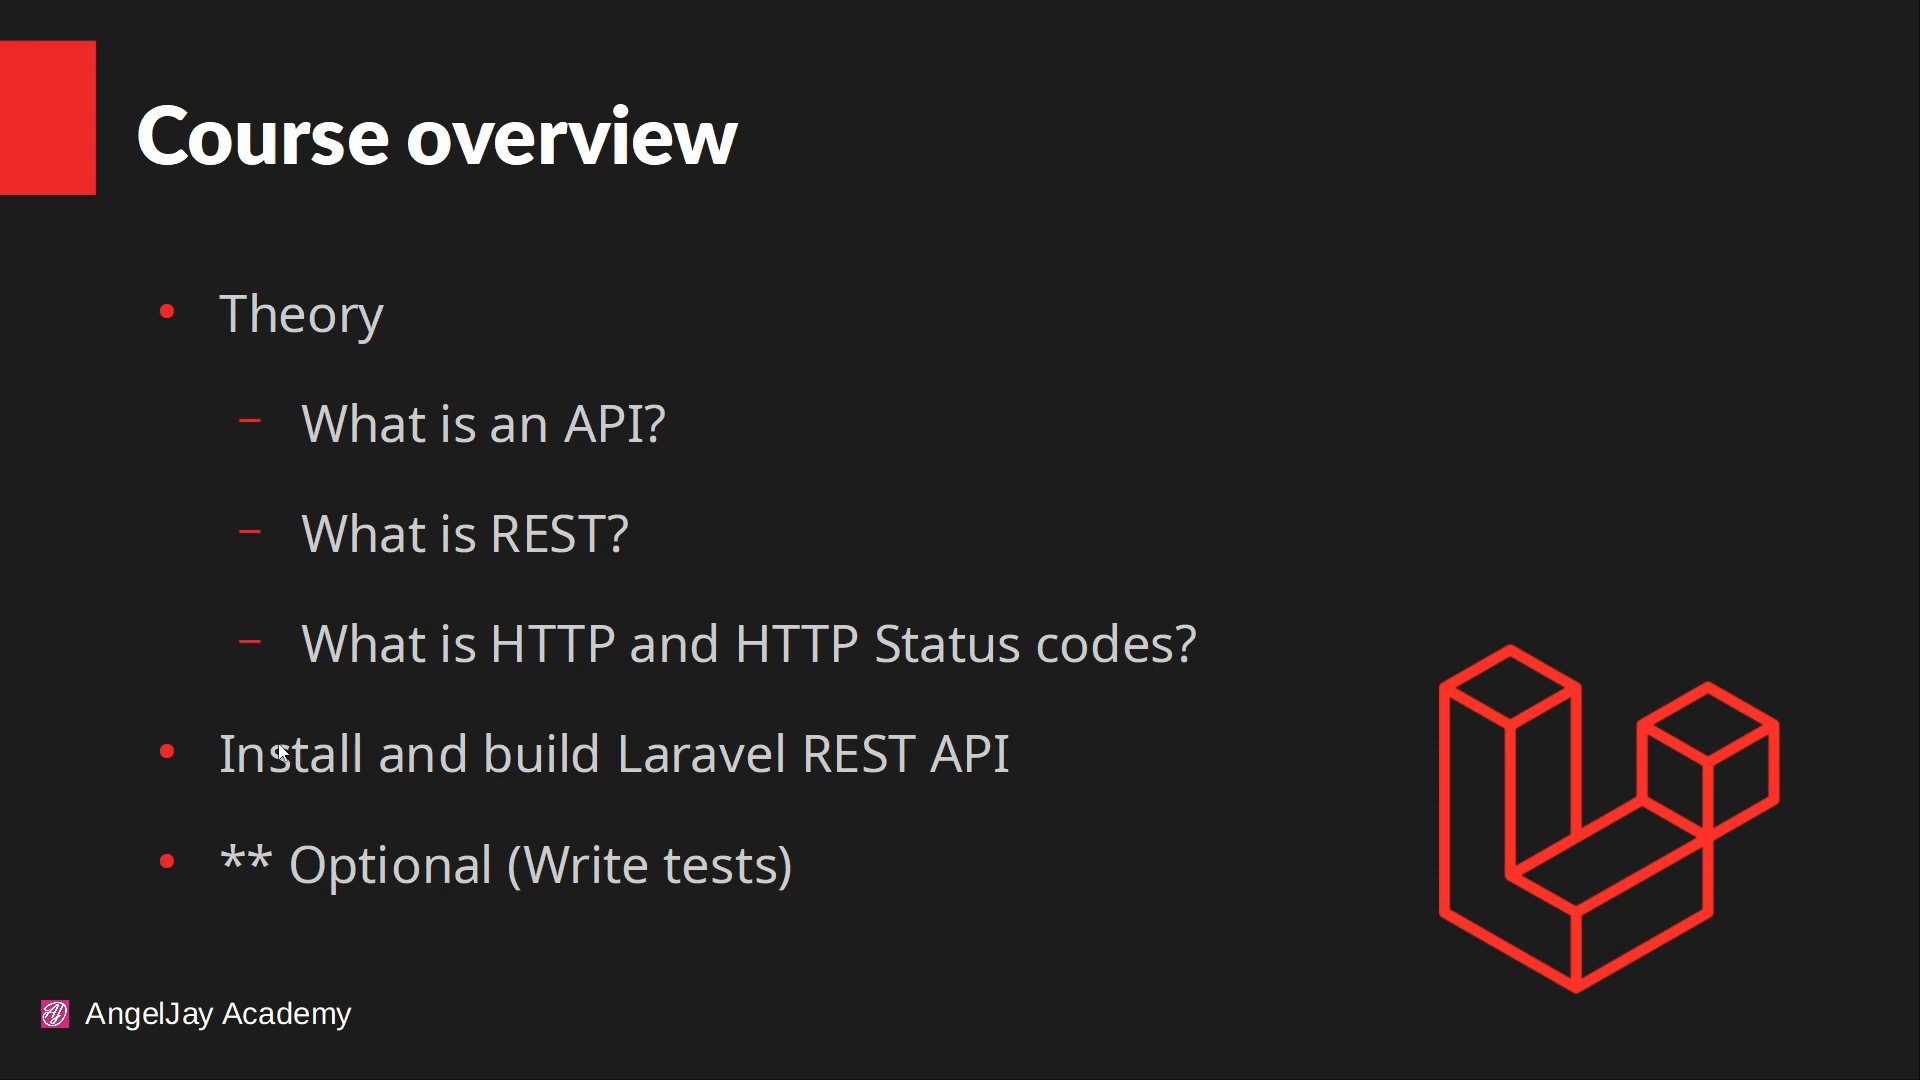 Course overview
• Theory
– What is an API?
– What is REST?
– What is HTTP and HTTP Status codes?
• Install and build Laravel REST API
• ** Optional (Write tests)
AngelJay Academy